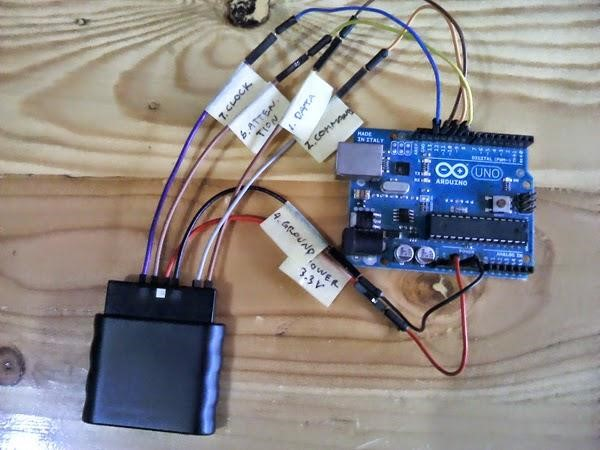 7. CLOCK
6. ATTEN-
TION
1. DATA
2. COMMAND
4. GROUND
POWER
3.3V
MADE
IN ITALY
DIGITAL (PWM~)
UNO
ARDUINO
ANALOG IN